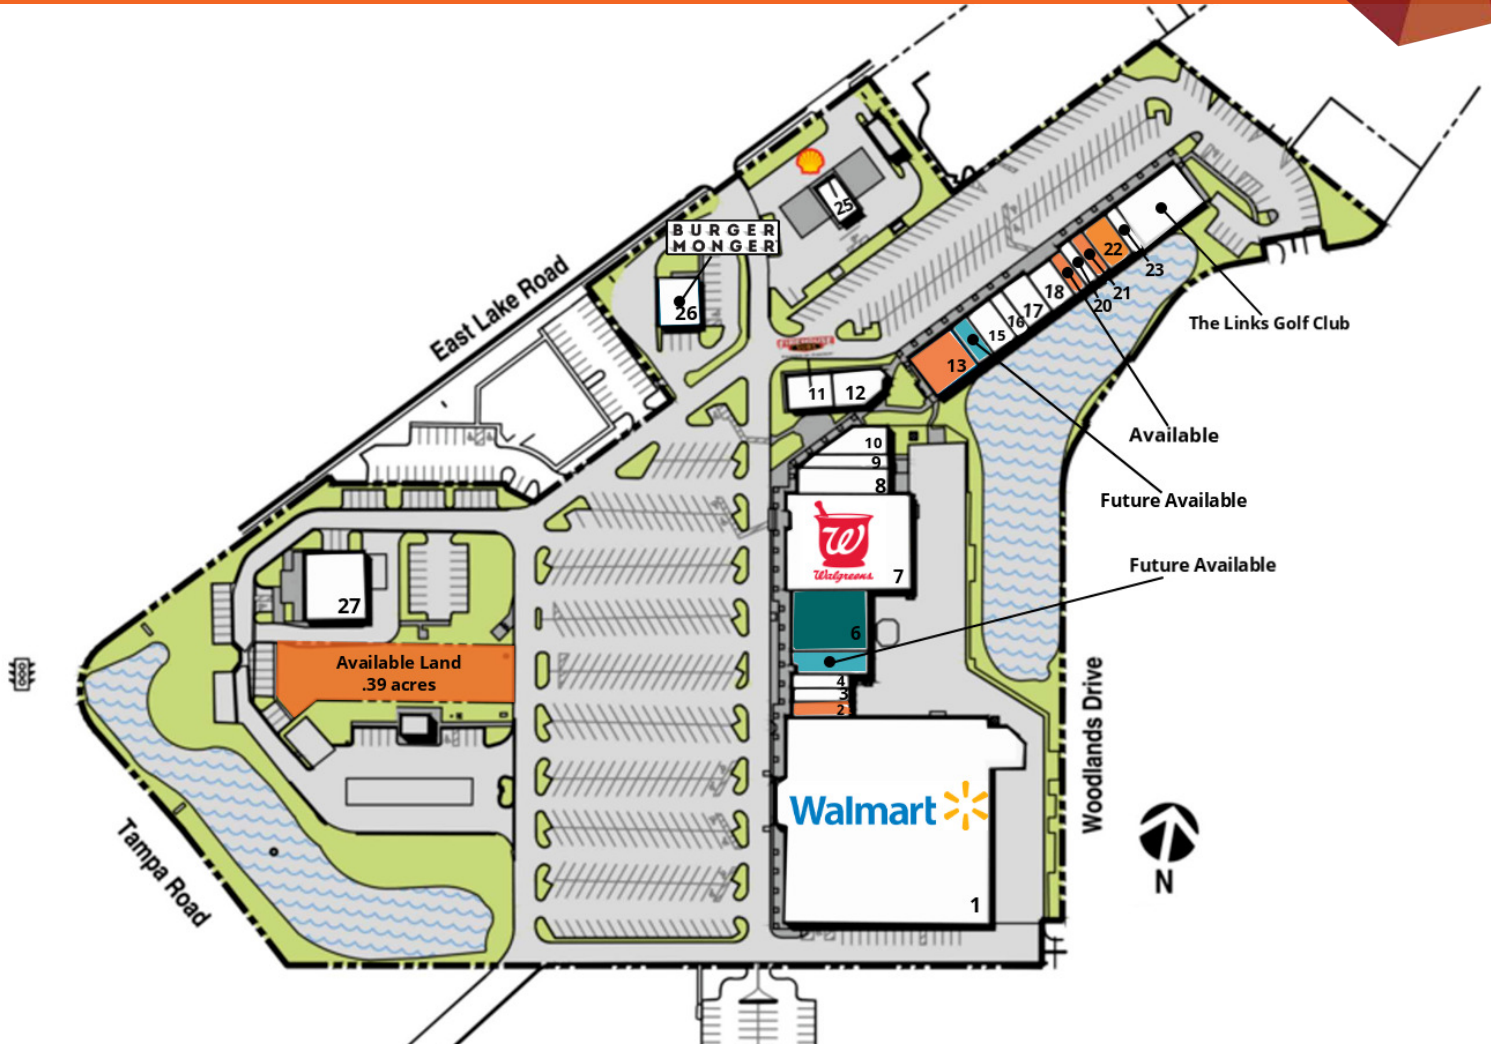 25
BURGER
MONGER
26
East Lake Road
22
23
21
20
18
17
16
15
13
The Links Golf Club
11
12
Available
10
9
8
Future Available
W
Walgreens
7
Future Available
27
6
Available Land
.39 acres
4
3
2
Walmart
1
Woodlands Drive
Tampa Road
N